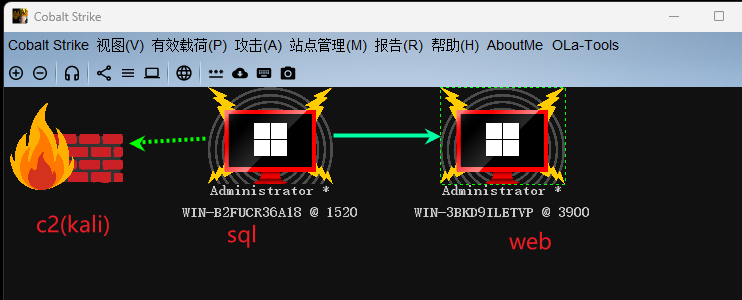 Cobalt Strike
Cobalt Strike 视图(V) 有效载荷(P) 攻击(A) 站点管理(M) 报告(R) 帮助(H) AboutMe OLa-Tools
Administrator * Administrator *
WIN-B2FUCR36A18 @ 1520 WIN-3BKD9ILETVP @ 3900
c2(kali) sql web